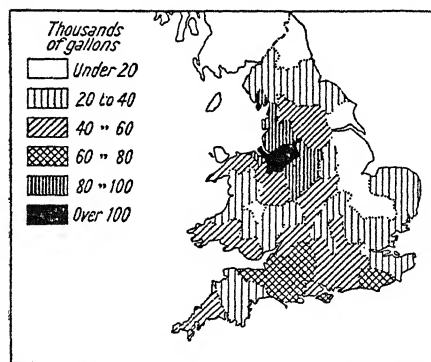 Thousands
of gallons
Under 20
20 to 40
40 " 60
60 " 80
80 " 100
Over 100